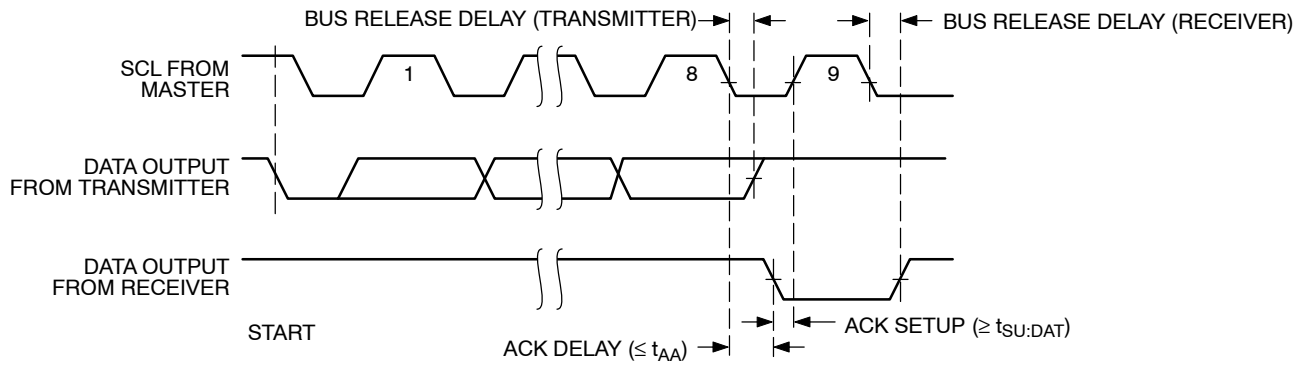 BUS RELEASE DELAY (TRANSMITTER)
BUS RELEASE DELAY (RECEIVER)
SCL FROM
MASTER
1
8
9
DATA OUTPUT
FROM TRANSMITTER
DATA OUTPUT
FROM RECEIVER
START
ACK SETUP (≥ tSU:DAT)
ACK DELAY (≤ tAA)